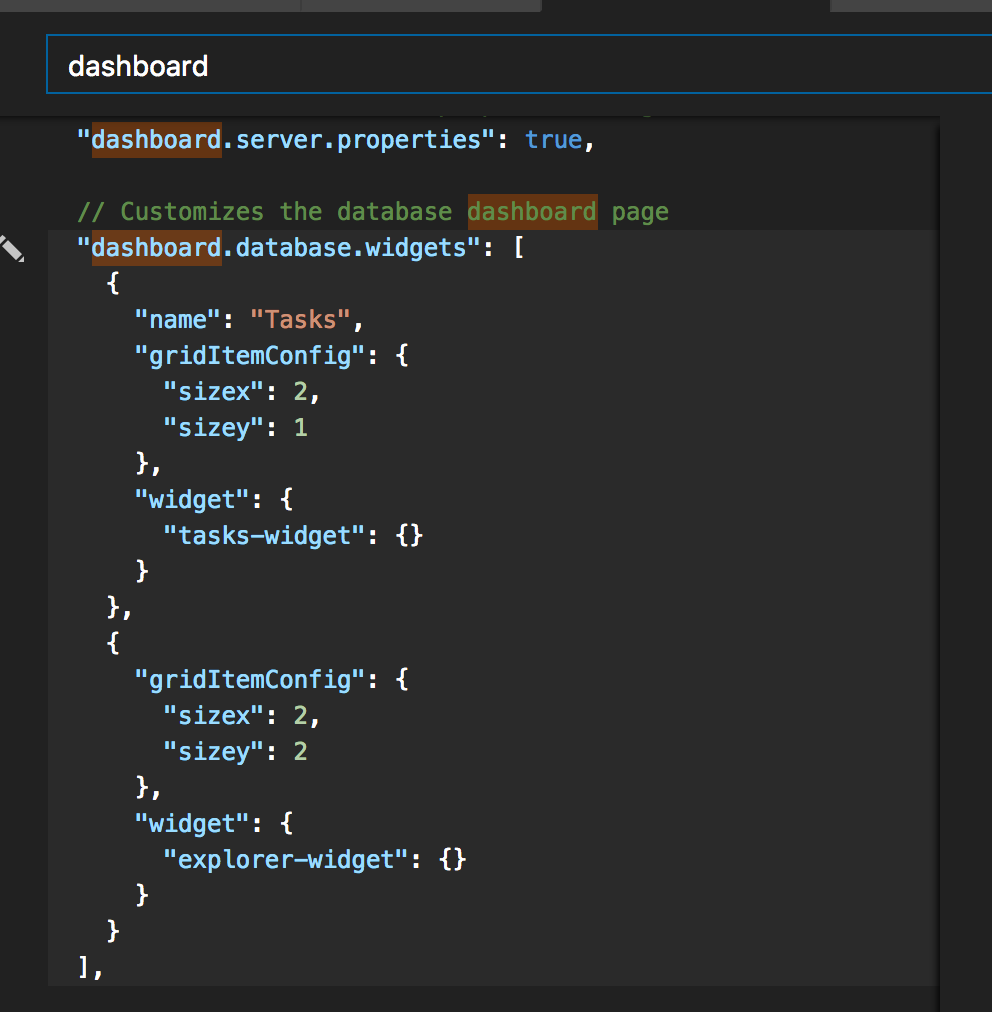 dashboard
"dashboard.server.properties": true,
// Customizes the database dashboard page
"dashboard.database.widgets": [
{
"name": "Tasks",
"gridItemConfig": {
"sizex": 2,
"sizey": 1
},
"widget": {
"tasks-widget": {}
}
},
{
"gridItemConfig": {
"sizex": 2,
"sizey": 2
},
"widget": {
"explorer-widget": {}
}
}
],